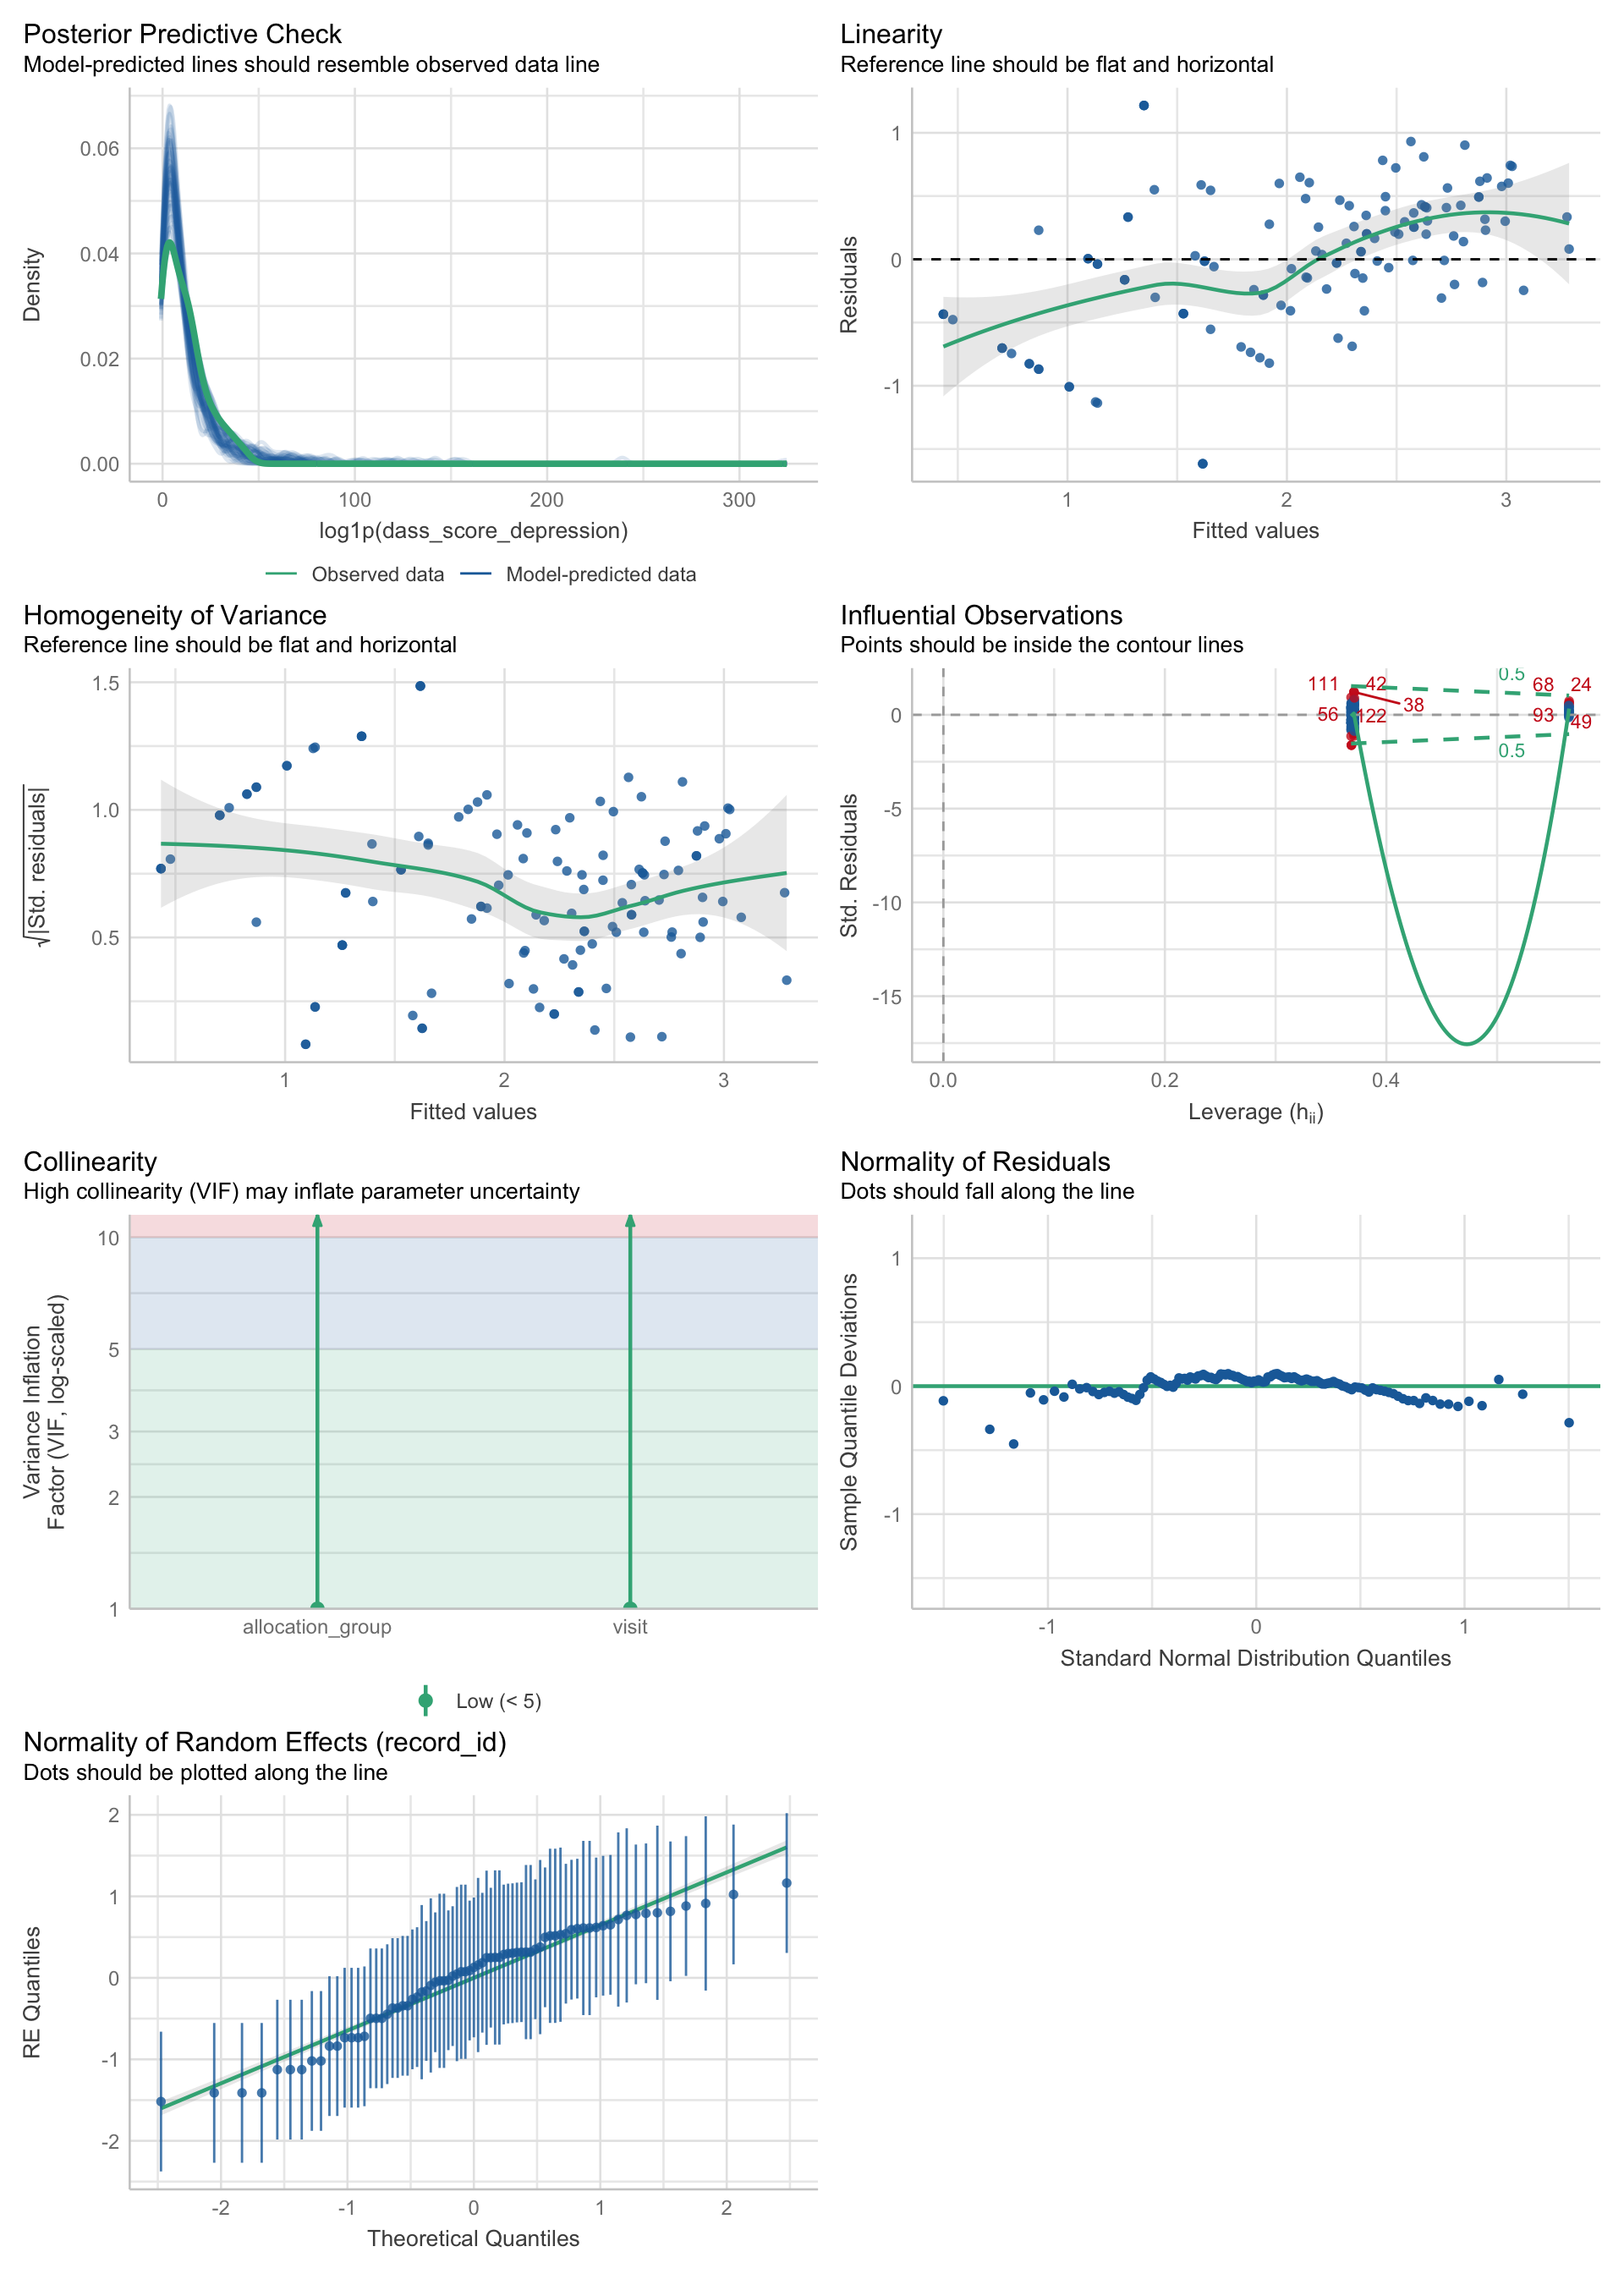 Posterior Predictive Check
Model-predicted lines should resemble observed data line
0.06
0.04
0.02
0.00
Density
0
100
200
300
log1p(dass_score_depression)
Observed data
Model-predicted data
Linearity
Reference line should be flat and horizontal
1
0
-1
Residuals
1
2
3
Fitted values
Homogeneity of Variance
Reference line should be flat and horizontal
1.5
1.0
0.5
√|Std. residuals|
1
2
3
Fitted values
Influential Observations
Points should be inside the contour lines
0
-5
-10
-15
Std. Residuals
0.5
111
42
68
24
38
56
122
93
49
0.5
0.0
0.2
0.4
Leverage (hii)
Collinearity
High collinearity (VIF) may inflate parameter uncertainty
10
5
3
2
1
Variance Inflation
Factor (VIF, log-scaled)
allocation_group
visit
Low (< 5)
Normality of Residuals
Dots should fall along the line
1
0
-1
Sample Quantile Deviations
-1
0
1
Standard Normal Distribution Quantiles
Normality of Random Effects (record_id)
Dots should be plotted along the line
2
1
0
-1
-2
RE Quantiles
-2
-1
0
1
2
Theoretical Quantiles